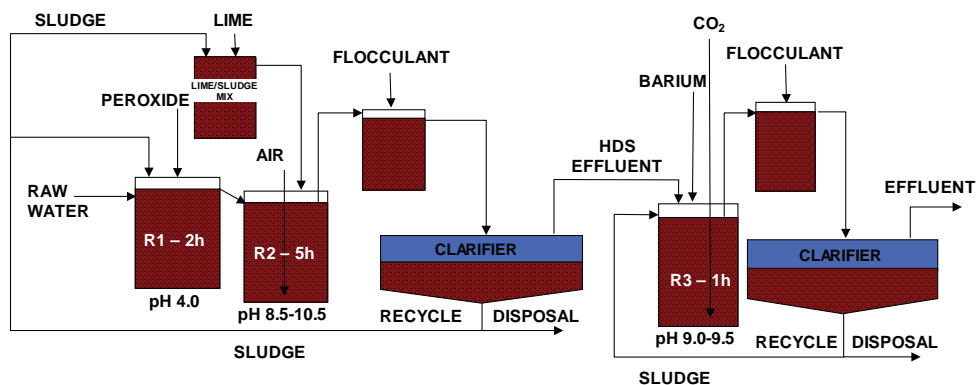 SLUDGE
LIME
LIME/SLUDGE
MIX
PEROXIDE
FLOCCULANT
AIR
RAW
WATER
R1 – 2h
pH 4.0
R2 – 5h
pH 8.5-10.5
CLARIFIER
RECYCLE
DISPOSAL
SLUDGE
HDS
EFFLUENT
CO₂
BARIUM
FLOCCULANT
R3 – 1h
pH 9.0-9.5
EFFLUENT
CLARIFIER
RECYCLE
DISPOSAL
SLUDGE